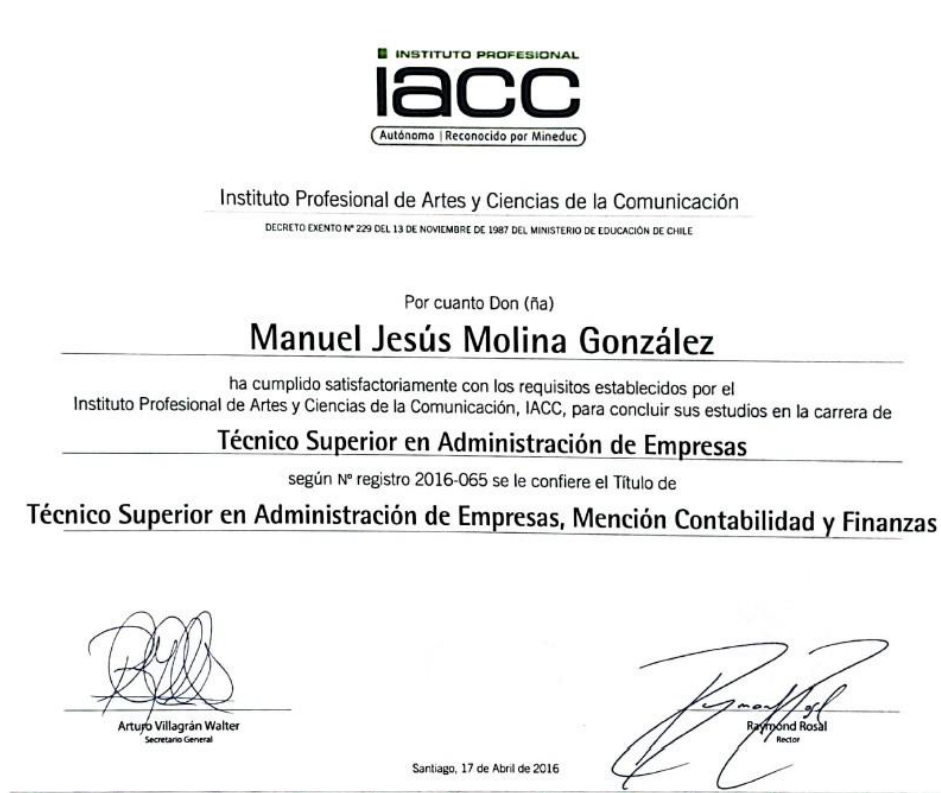 INSTITUTO PROFESIONAL
iacc
Autónomo | Reconocido por Mineduc
Instituto Profesional de Artes y Ciencias de la Comunicación
DECRETO EXENTO Nº 229 DEL 13 DE NOVIEMBRE DE 1987 DEL MINISTERIO DE EDUCACIÓN DE CHILE
Por cuanto Don (ña)
Manuel Jesús Molina González
ha cumplido satisfactoriamente con los requisitos establecidos por el
Instituto Profesional de Artes y Ciencias de la Comunicación, IACC, para concluir sus estudios en la carrera de
Técnico Superior en Administración de Empresas
según Nº registro 2016-065 se le confiere el Título de
Técnico Superior en Administración de Empresas, Mención Contabilidad y Finanzas
Arturo Villagrán Walter
Secretario General
Raymond Rosal
Rector
Santiago, 17 de Abril de 2016